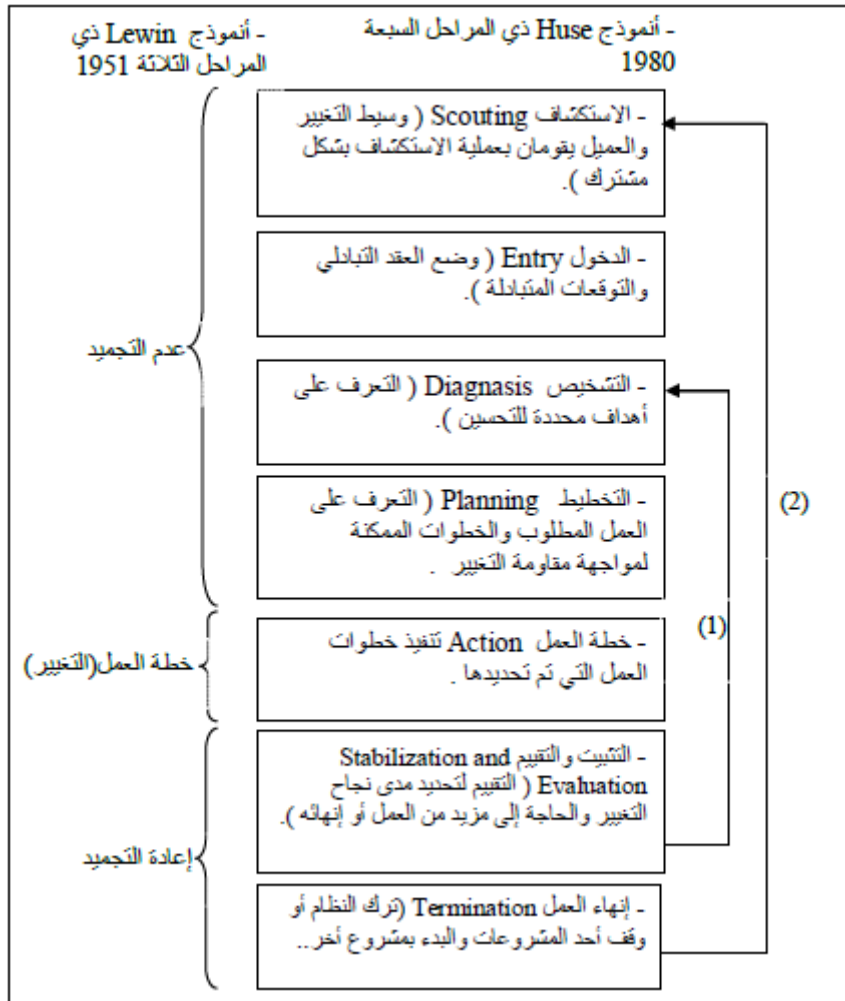 - أنموذج Huse ذي المراحل السبعة
1980
- أنموذج Lewin ذي
المراحل الثلاثة 1951
- الاستكشاف Scouting ( وسيط التغيير
والعميل يقومان بعملية الاستكشاف بشكل
مشترك ).
- الدخول Entry ( وضع العقد التبادلي
والتوقعات المتبادلة ).
عدم التجميد
- التشخيص Diagnasis ( التعرف على
أهداف محددة للتحسين ).
- التخطيط Planning ( التعرف على
العمل المطلوب والخطوات الممكنة
لمواجهة مقاومة التغيير .
(2)
(1)
- خطة العمل Action تنفيذ خطوات
العمل التي تم تحديدها .
خطة العمل(التغيير)
- التثبيت والتقييم Stabilization and
Evaluation ( التقييم لتحديد مدى نجاح
التغيير والحاجة إلى مزيد من العمل أو إنهائه ).
إعادة التجميد
- إنهاء العمل Termination (ترك النظام أو
وقف أحد المشروعات والبدء بمشروع أخر..